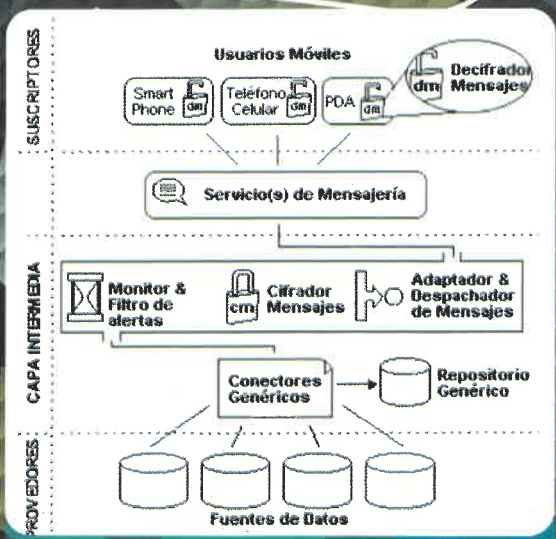 SUSCRIPTORES
Usuarios Móviles
Smart
Phone
dm
Teléfono
Celular
dm
PDA
dm
dm
Decifrador
Mensajes
Servicio(s) de Mensajería
CAPA INTERMEDIA
Monitor &
Filtro de
alertas
cm
Cifrador
Mensajes
Adaptador &
Despachador
de Mensajes
Conectores
Genéricos
Repositorio
Genérico
PROVEDORES
Fuentes de Datos